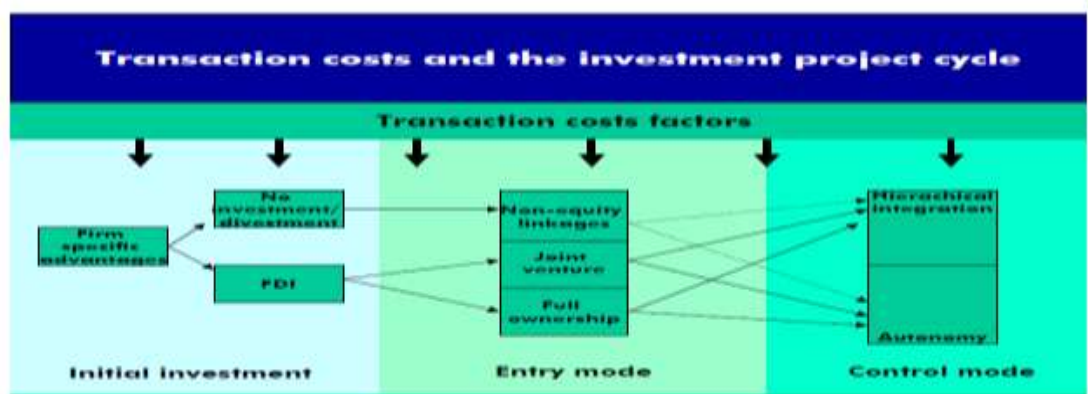 Transaction costs and the investment project cycle
Transaction costs factors
No
investment/
divestment
Firm
specific
advantages
FDI
Non-equity
linkages
Joint
venture
Full
ownership
Hierachical
integration
Autonomy
Initial investment
Entry mode
Control mode